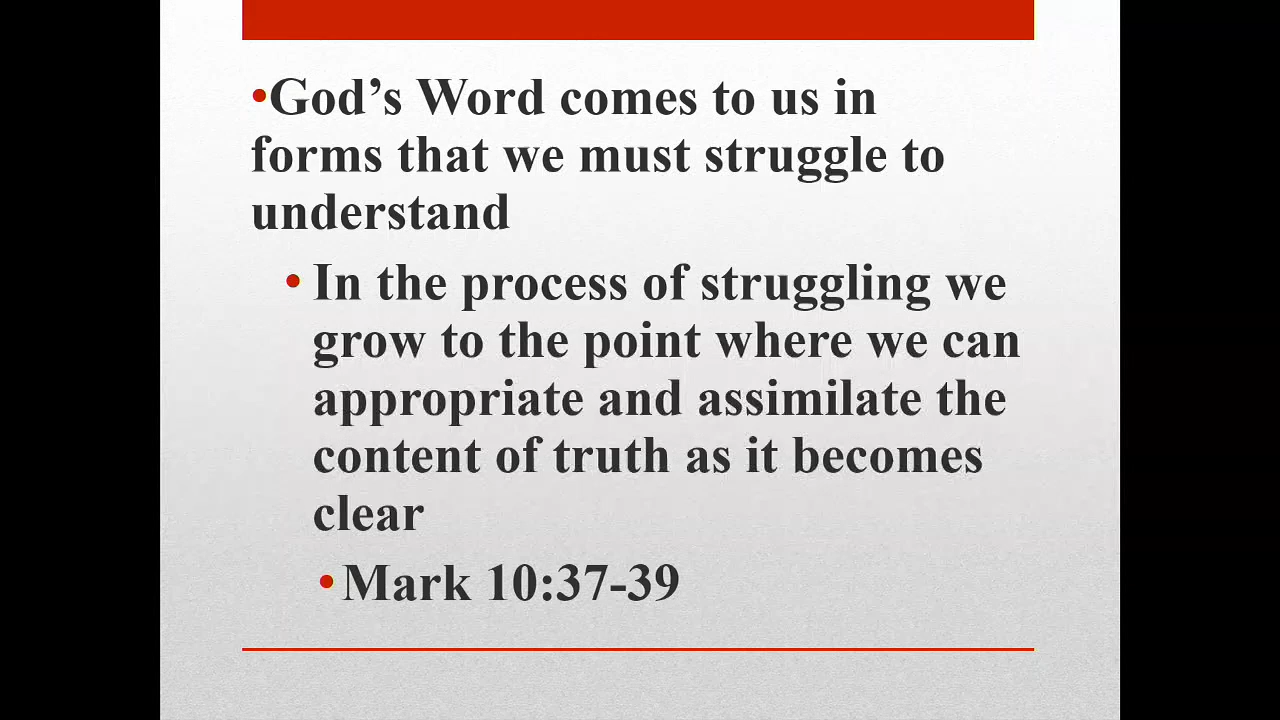 •God’s Word comes to us in
forms that we must struggle to
understand
• In the process of struggling we
grow to the point where we can
appropriate and assimilate the
content of truth as it becomes
clear
•Mark 10:37-39